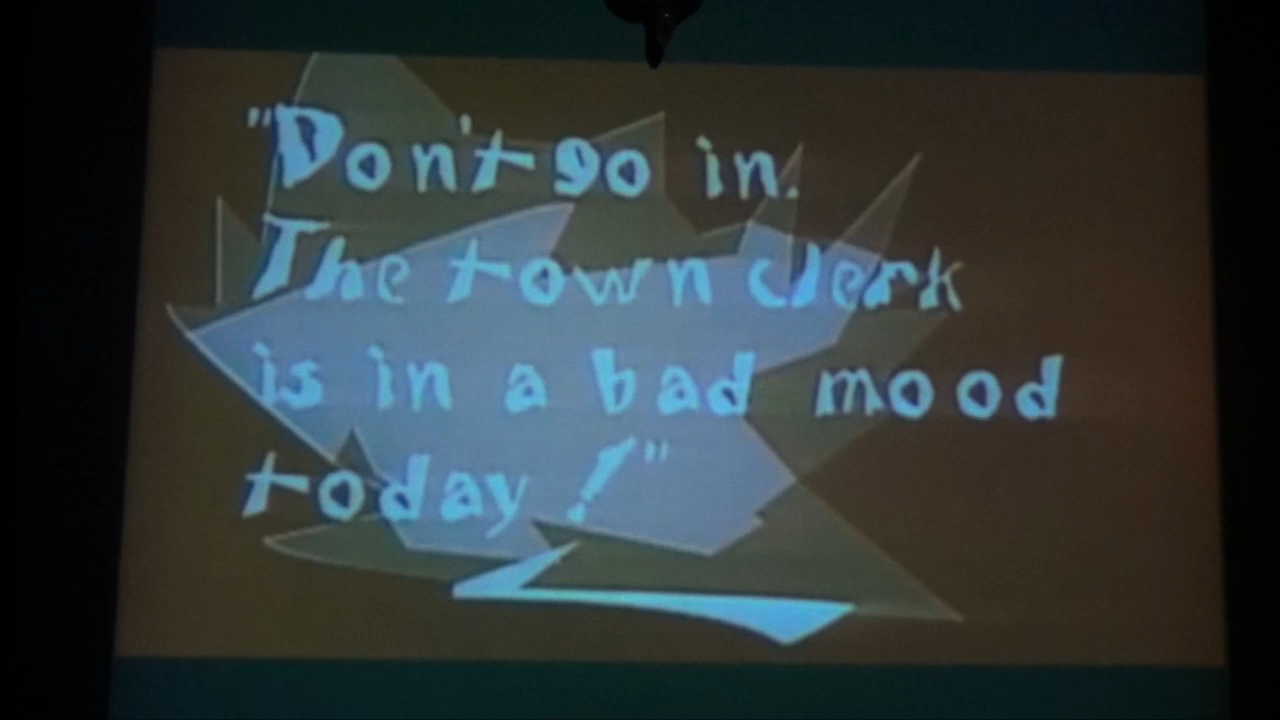 "Don't go in.
The town clerk
is in a bad mood
today!"